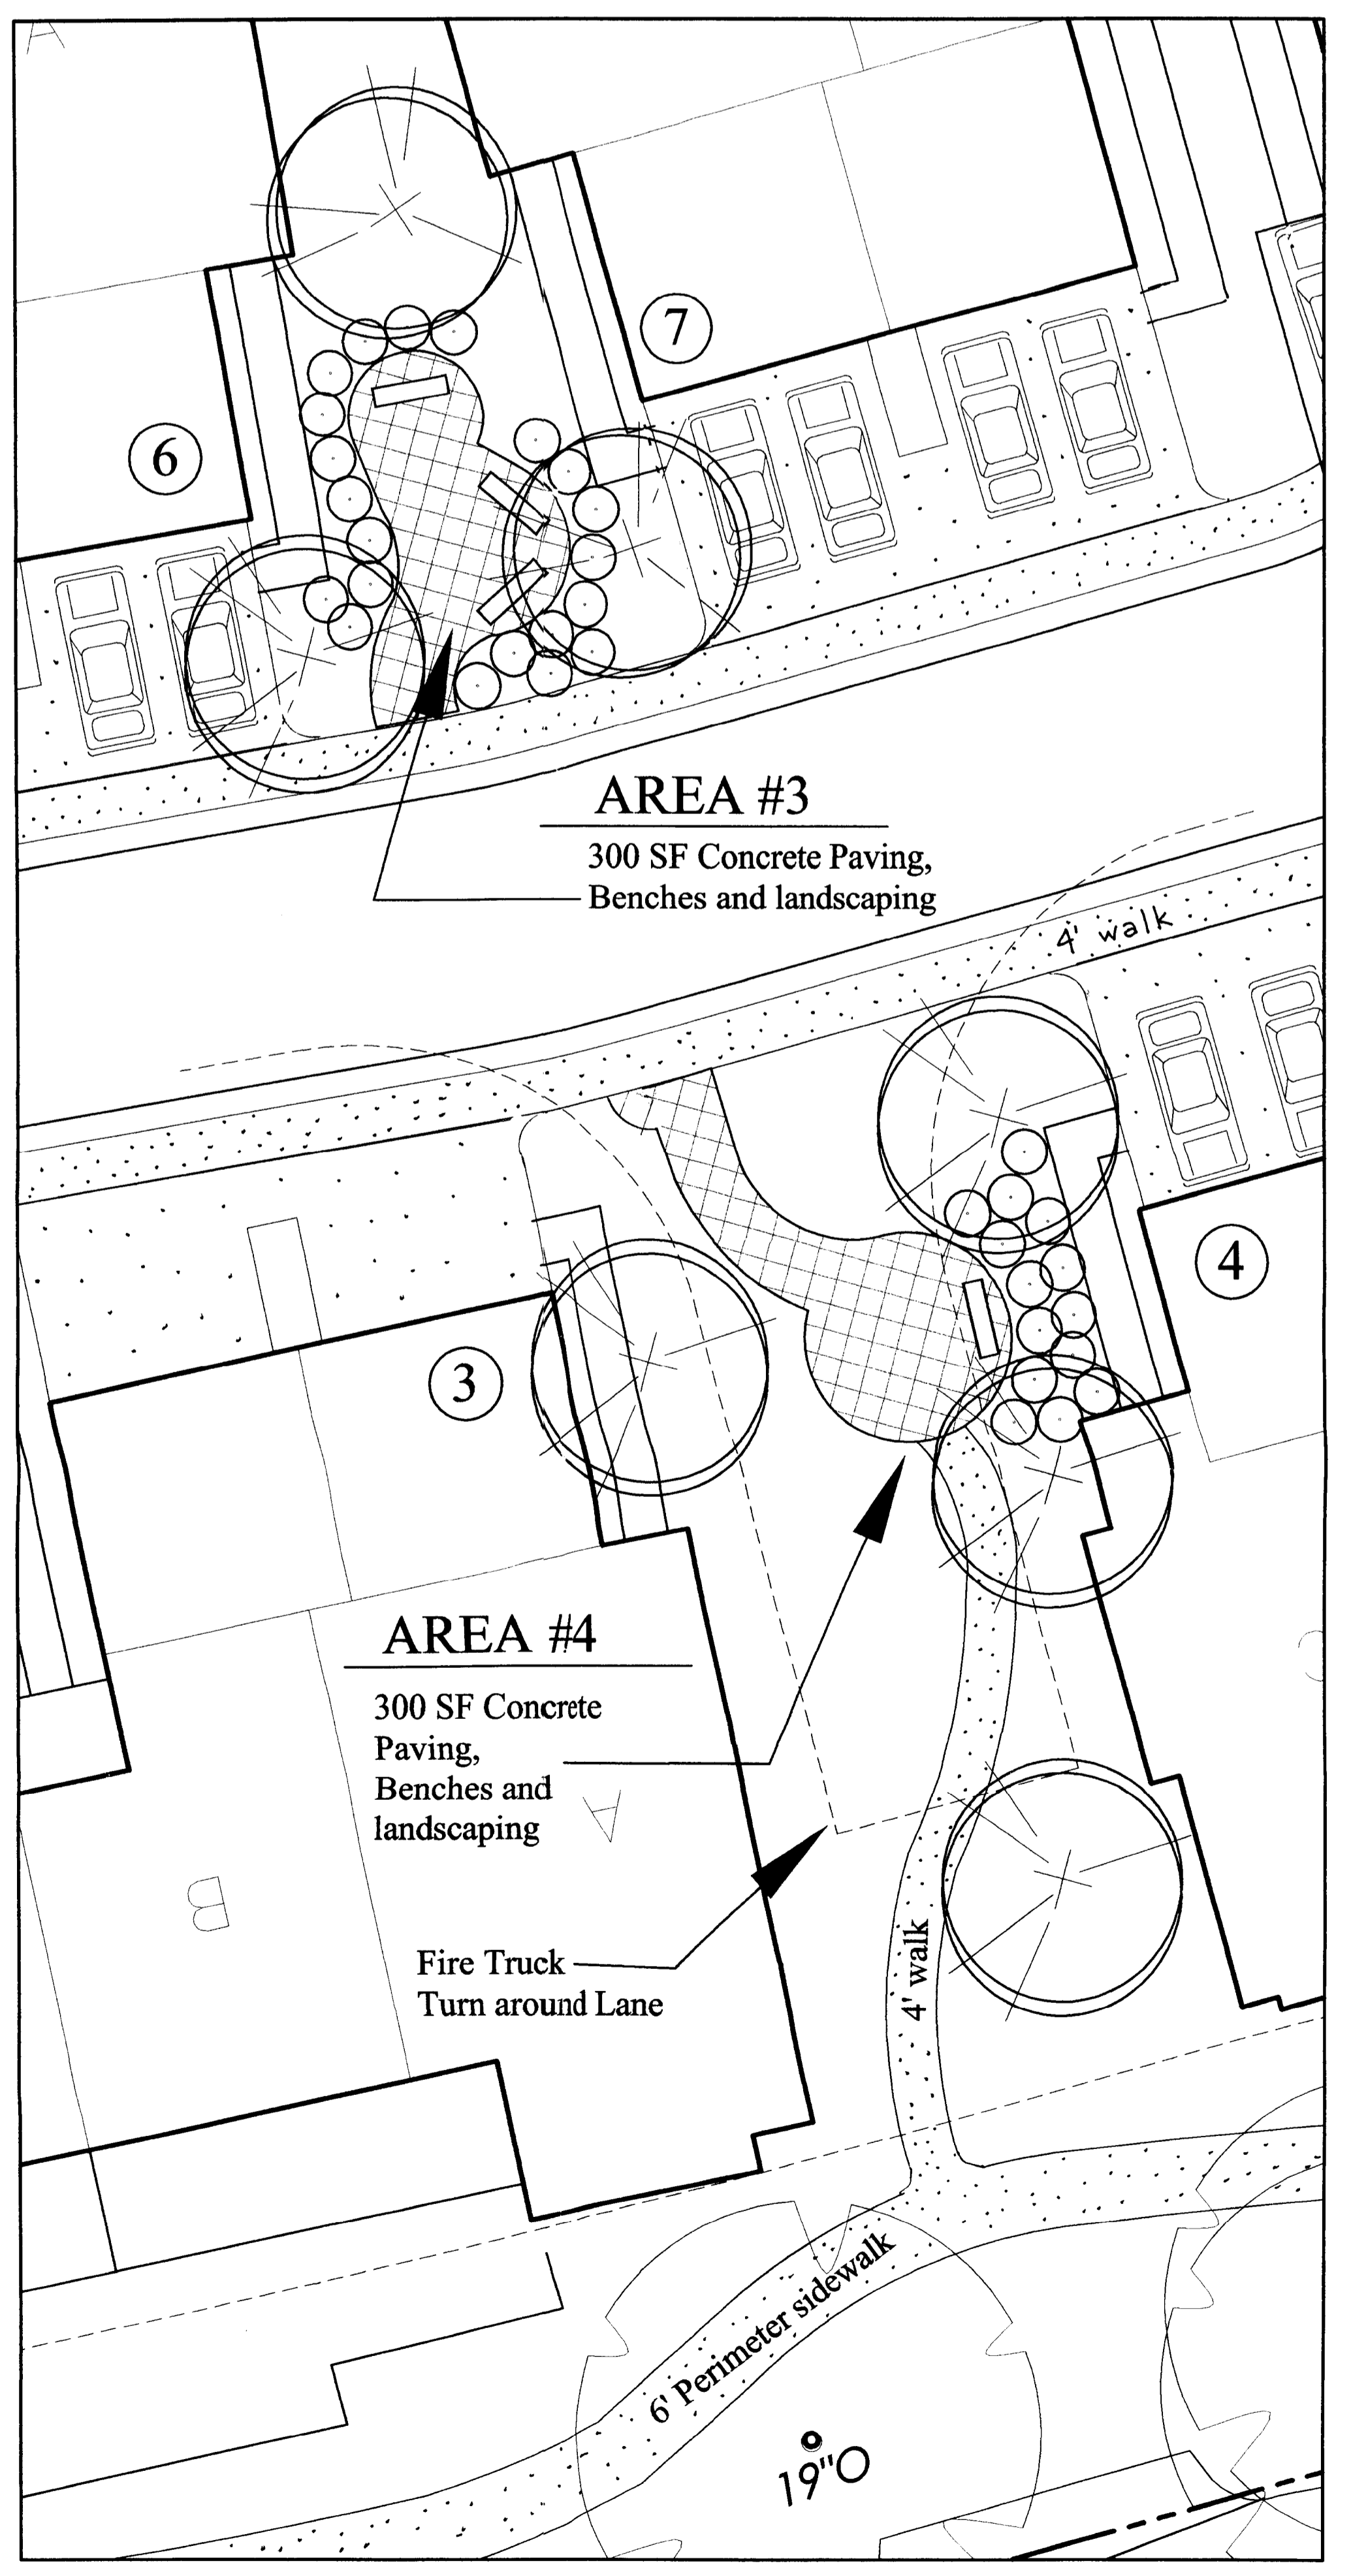 A
7
6
AREA #3
300 SF Concrete Paving,
Benches and landscaping
4' walk
4
3
AREA #4
300 SF Concrete
Paving,
Benches and
landscaping
A
B
C
Fire Truck
Turn around Lane
4' walk
6' Perimeter sidewalk
19"O